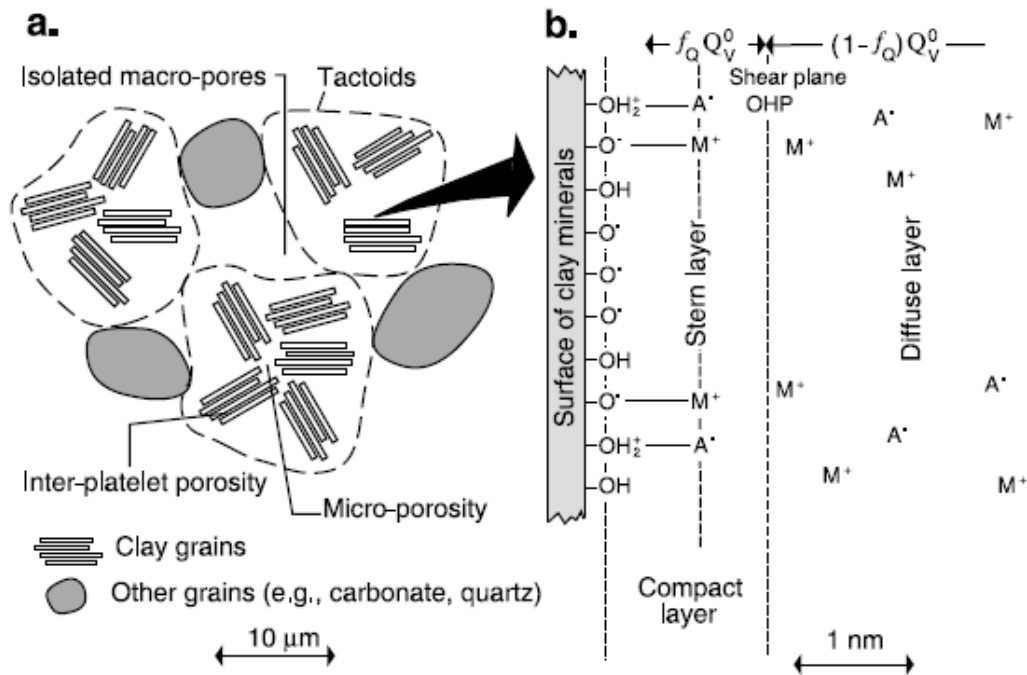 a.
Isolated macro-pores
Tactoids
Inter-platelet porosity
Micro-porosity
Clay grains
Other grains (e.g., carbonate, quartz)
10 μm
b.
f_Q Q_V^0
(1-f_Q) Q_V^0
Shear plane
OHP
Surface of clay minerals
Stern layer
Diffuse layer
OH₂⁺ A⁻ A⁻ M⁺
O⁻ M⁺ M⁺
OH M⁺
O⁻
O⁻
O⁻
OH M⁺ A⁻
O⁻ M⁺
OH₂⁺ A⁻ A⁻
OH M⁺ M⁺
Compact
layer
1 nm